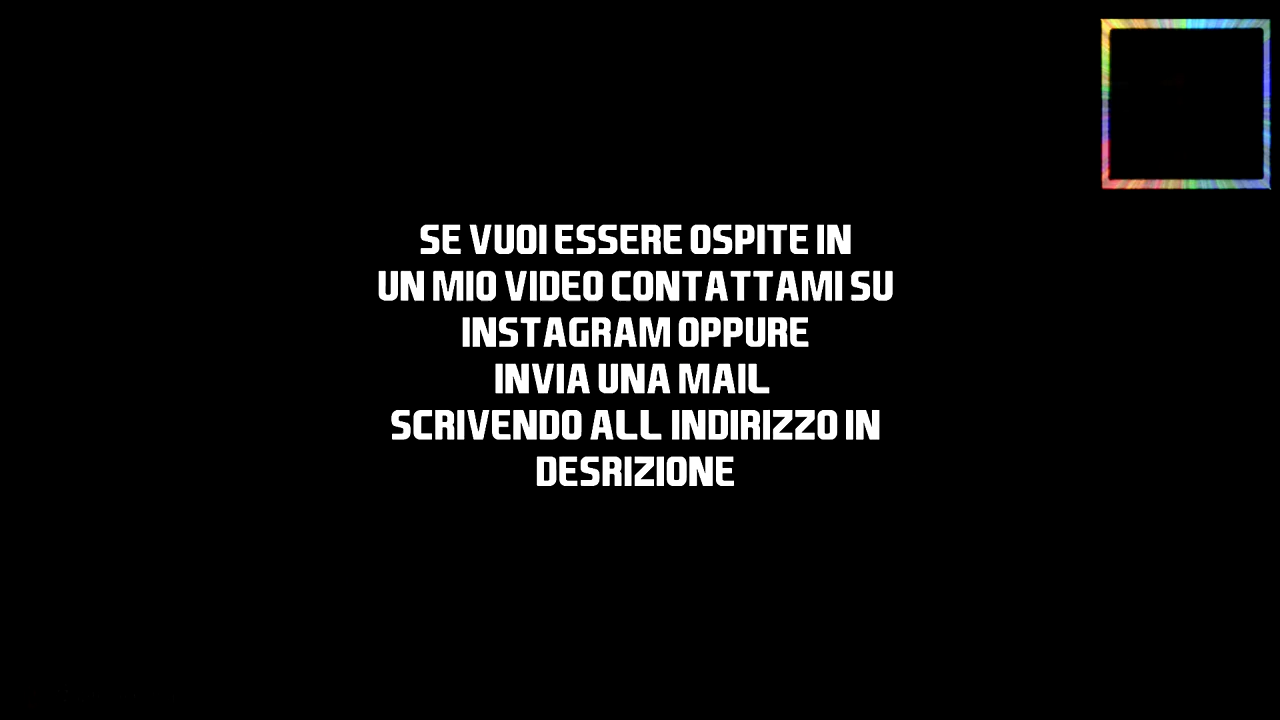 SE VUOI ESSERE OSPITE IN
UN MIO VIDEO CONTATTAMI SU
INSTAGRAM OPPURE
INVIA UNA MAIL
SCRIVENDO ALL INDIRIZZO IN
DESRIZIONE